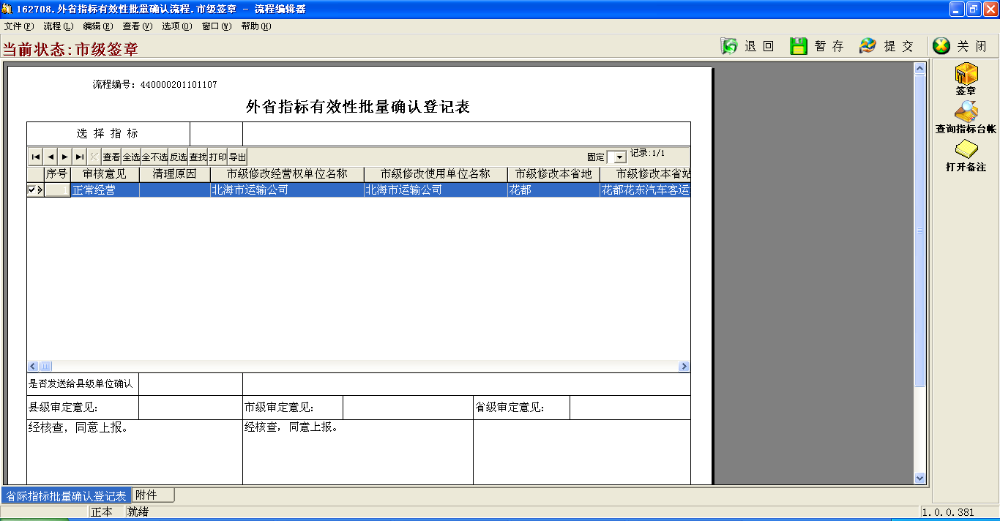 162708.外省指标有效性批量确认流程.市级签章 - 流程编辑器
文件(F) 流程(L) 编辑(E) 查看(V) 选项(O) 窗口(W) 帮助(H)
当前状态:市级签章 退 回 暂 存 提 交 关 闭
流程编号: 440000201101107
外省指标有效性批量确认登记表
选 择 指 标
查看 全选 全不选 反选 查找 打印 导出 固定 记录:1/1
序号 审核意见 清理原因 市级修改经营权单位名称 市级修改使用单位名称 市级修改本省地 市级修改本省站
1 正常经营 北海市运输公司 北海市运输公司 花都 花都花东汽车客运
是否发送给县级单位确认
县级审定意见: 市级审定意见: 省级审定意见:
经核查，同意上报。 经核查，同意上报。
签章
查询指标台帐
打开备注
省际指标批量确认登记表 附件
正本 就绪 1.0.0.381